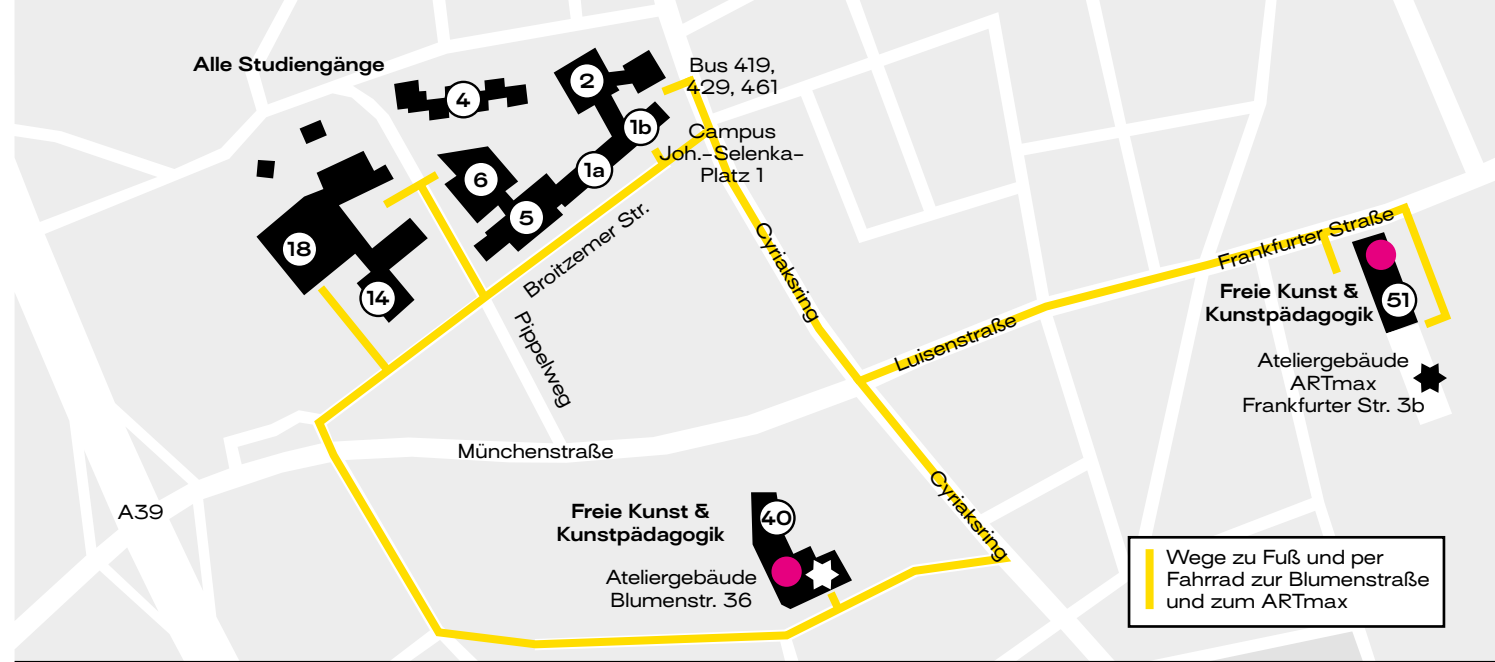 Alle Studiengänge
4
2
1b
1a
6
5
18
14
Bus 419,
429, 461
Campus
Joh.-Selenka-
Platz 1
Broitzemer Str.
Pippelweg
Cyriaksring
Luisenstraße
Frankfurter Straße
Freie Kunst &
Kunstpädagogik
51
Ateliergebäude
ARTmax
Frankfurter Str. 3b
Münchenstraße
A39
Cyriaksring
Freie Kunst &
Kunstpädagogik
40
Ateliergebäude
Blumenstr. 36
Wege zu Fuß und per
Fahrrad zur Blumenstraße
und zum ARTmax